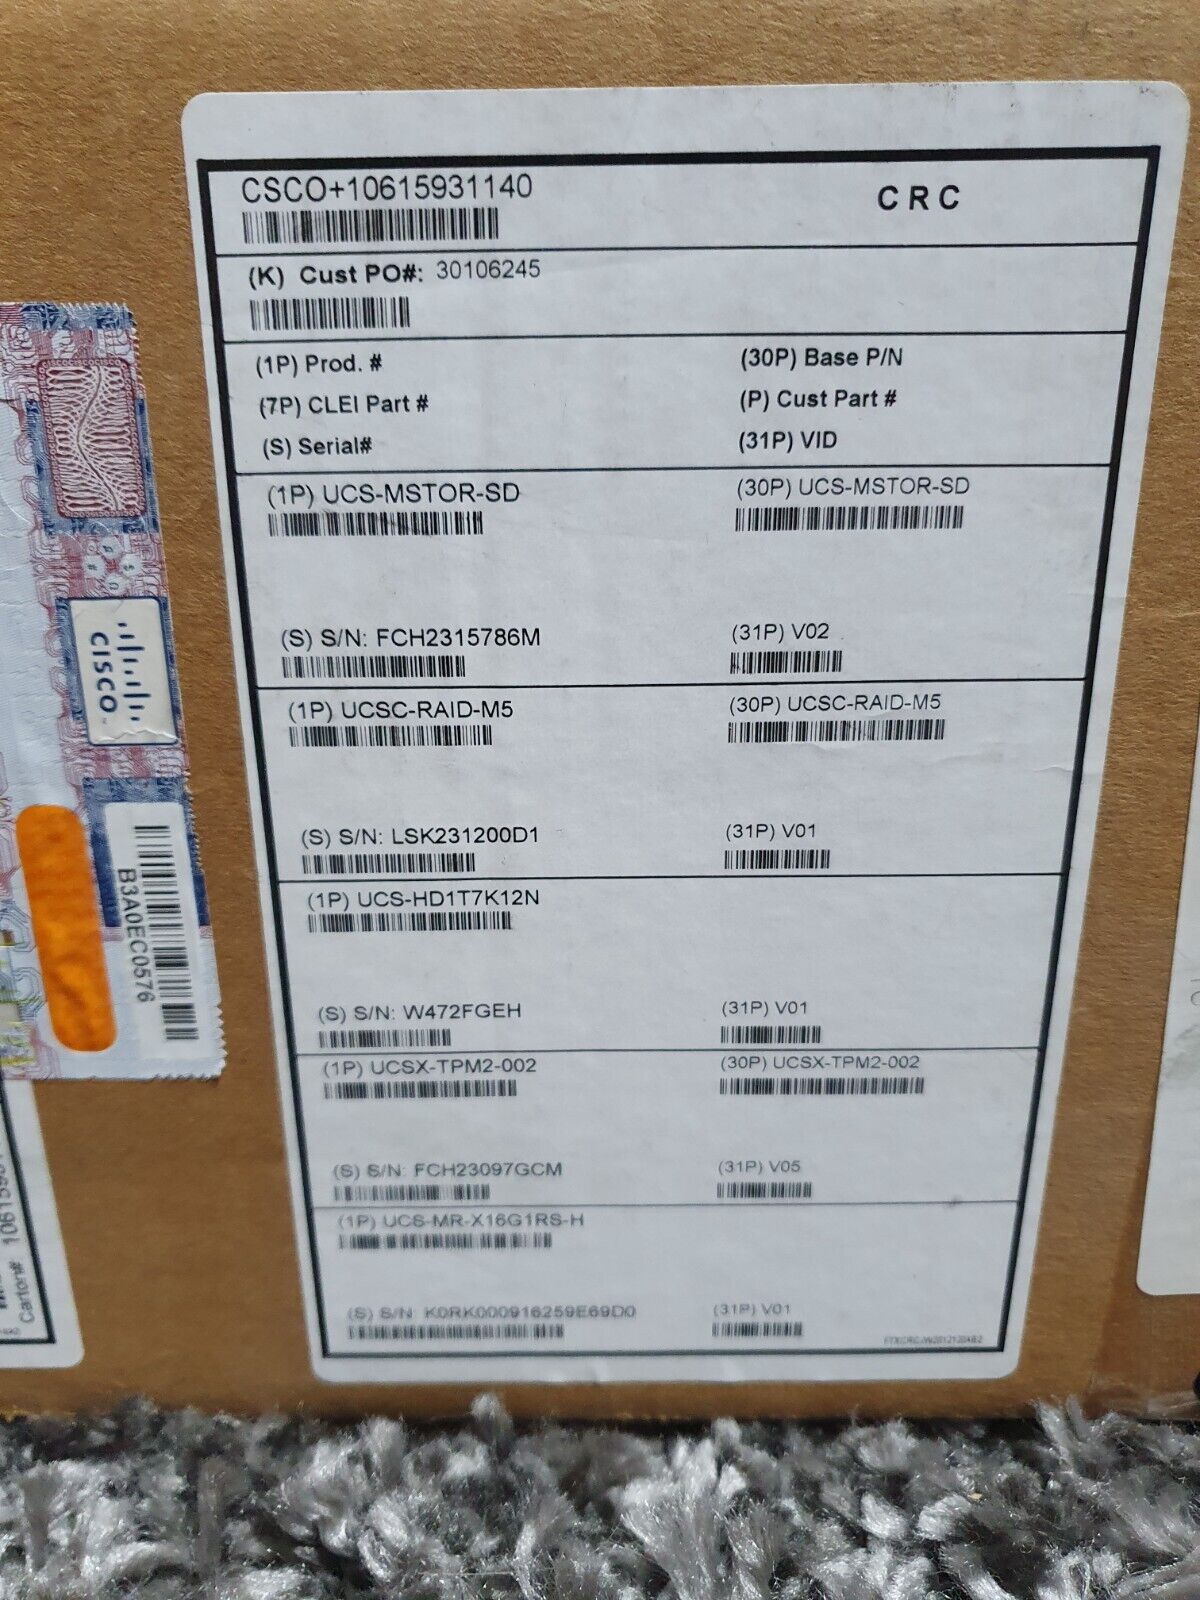 CSCO+10615931140
CRC
(K) Cust PO#: 30106245
(1P) Prod. #
(30P) Base P/N
(7P) CLEI Part #
(P) Cust Part #
(S) Serial#
(31P) VID
(1P) UCS-MSTOR-SD
(30P) UCS-MSTOR-SD
(S) S/N: FCH2315786M
(31P) V02
(1P) UCSC-RAID-M5
(30P) UCSC-RAID-M5
(S) S/N: LSK231200D1
(31P) V01
(1P) UCS-HD1T7K12N
(S) S/N: W472FGEH
(31P) V01
(1P) UCSX-TPM2-002
(30P) UCSX-TPM2-002
(S) S/N: FCH23097GCM
(31P) V05
(1P) UCS-MR-X16G1RS-H
(S) S/N: K0RK000916259E69D0
(31P) V01
CISCO
B3A0EC0576
Carton#